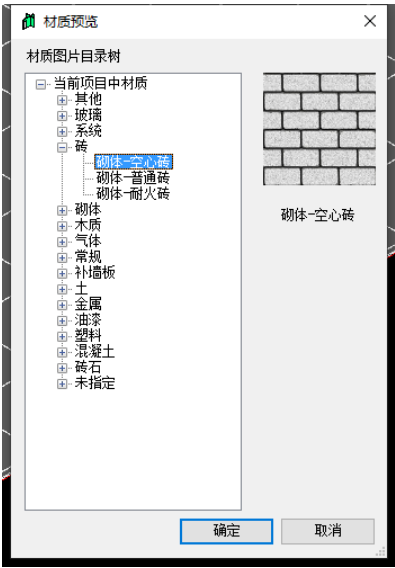 材质预览
材质图片目录树
当前项目中材质
其他
玻璃
系统
砖
砌体-空心砖
砌体-普通砖
砌体-耐火砖
砌体
木质
气体
常规
补墙板
土
金属
油漆
塑料
混凝土
砖石
未指定
砌体-空心砖
确定
取消